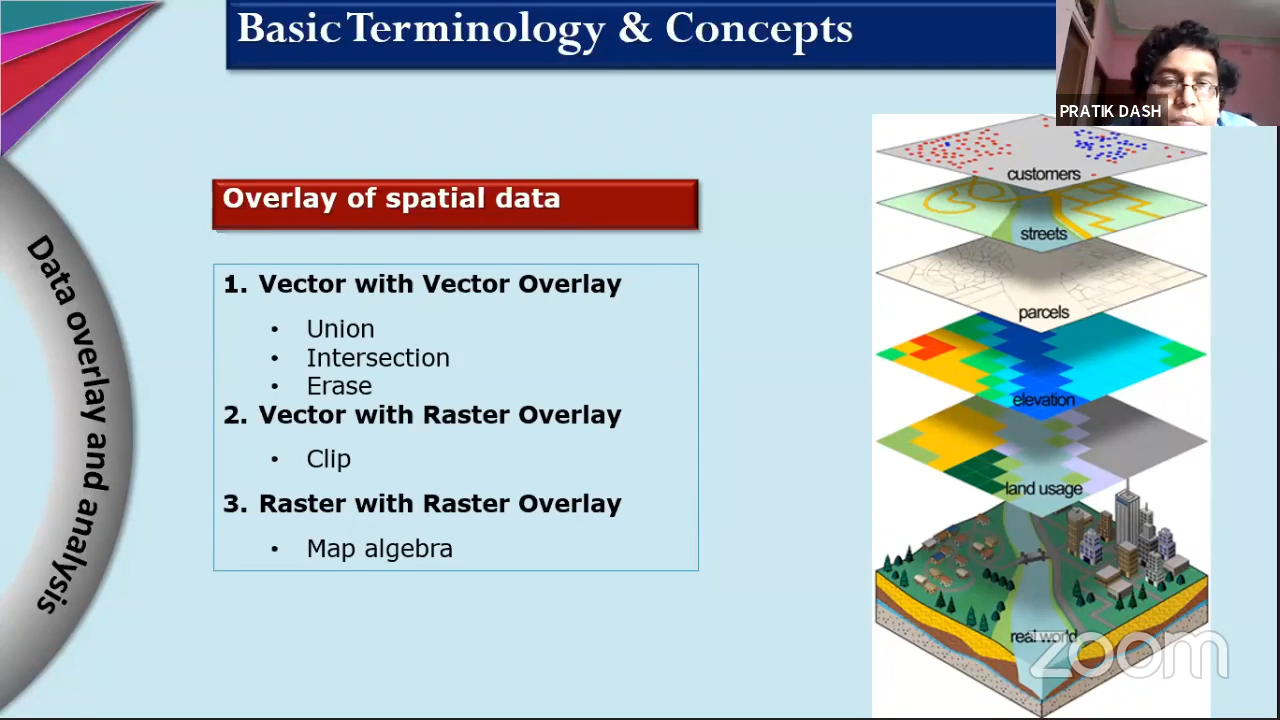 Basic Terminology & Concepts
PRATIK DASH
Data overlay and analysis
Overlay of spatial data
1. Vector with Vector Overlay
• Union
• Intersection
• Erase
2. Vector with Raster Overlay
• Clip
3. Raster with Raster Overlay
• Map algebra
customers
streets
parcels
elevation
land usage
real world
zoom